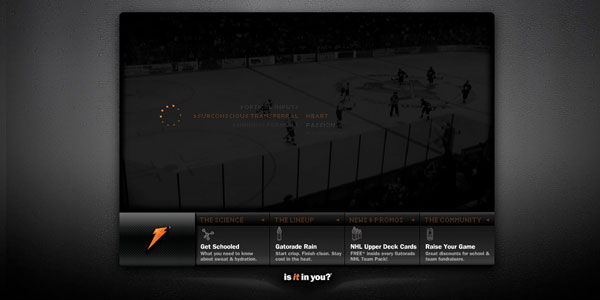 >SUBCONSCIOUS TRANSFERRAL HEART
PASSION
THE SCIENCE
THE LINEUP
NEWS & PROMOS
THE COMMUNITY
Get Schooled
What you need to know
about sweat & hydration.
Gatorade Rain
Start crisp. Finish clean. Stay
cool in the heat.
NHL Upper Deck Cards
FREE* inside every Gatorade
NHL Team Pack!
Raise Your Game
Great discounts for school &
team fundraisers.
is it in you?